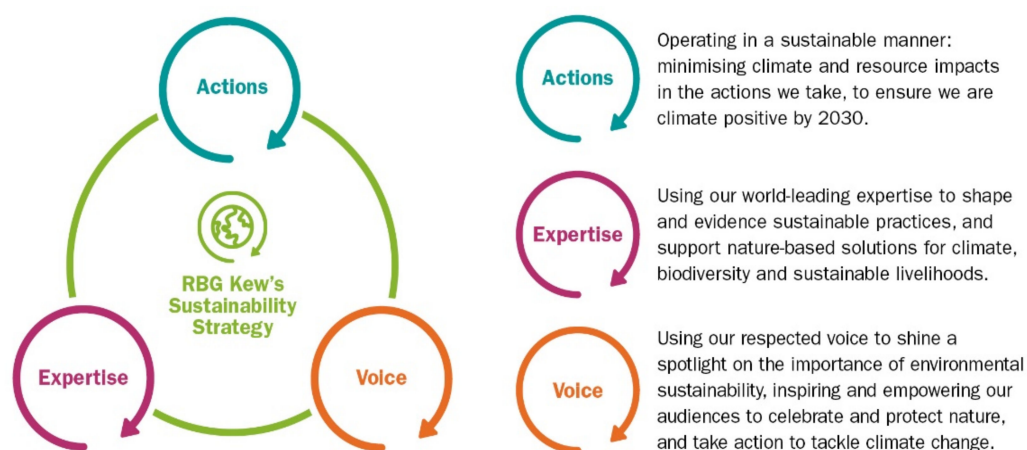 Actions
RBG Kew's
Sustainability
Strategy
Expertise
Voice
Actions
Operating in a sustainable manner:
minimising climate and resource impacts
in the actions we take, to ensure we are
climate positive by 2030.
Expertise
Using our world-leading expertise to shape
and evidence sustainable practices, and
support nature-based solutions for climate,
biodiversity and sustainable livelihoods.
Voice
Using our respected voice to shine a
spotlight on the importance of environmental
sustainability, inspiring and empowering our
audiences to celebrate and protect nature,
and take action to tackle climate change.